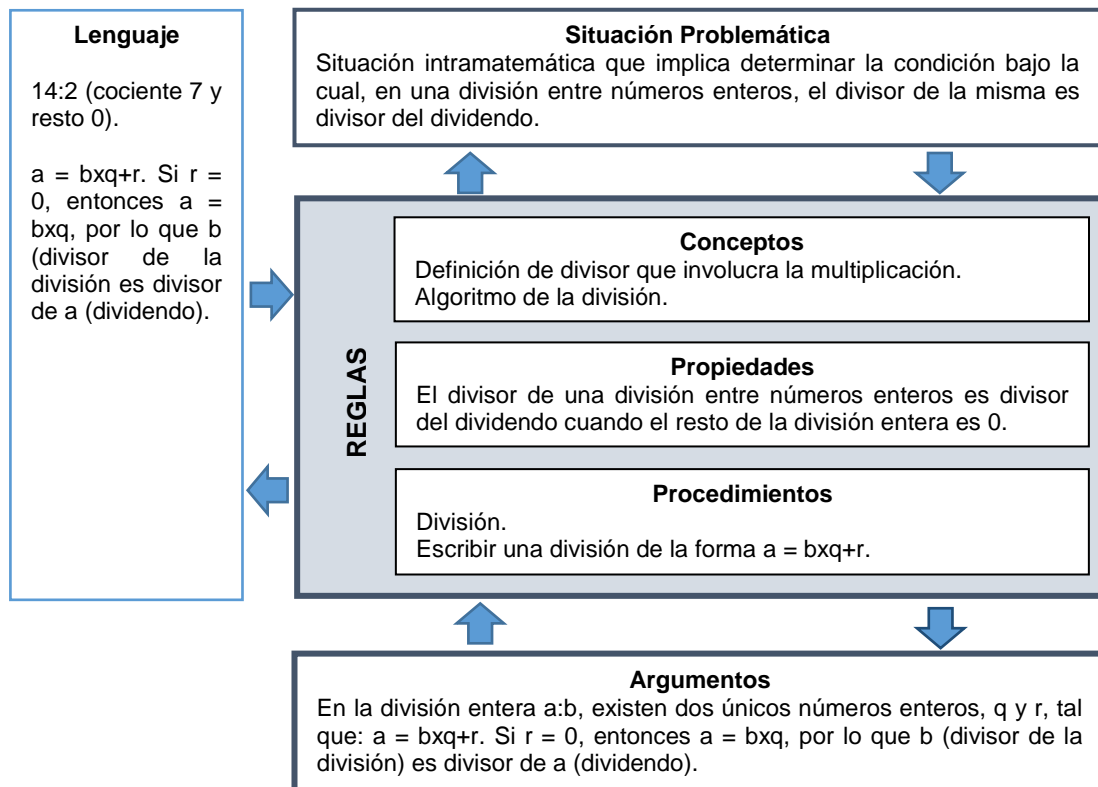 Lenguaje
14:2 (cociente 7 y
resto 0).
a = bxq+r. Si r =
0, entonces a =
bxq, por lo que b
(divisor de la
división es divisor
de a (dividendo).
Situación Problemática
Situación intramatemática que implica determinar la condición bajo la
cual, en una división entre números enteros, el divisor de la misma es
divisor del dividendo.
REGLAS
Conceptos
Definición de divisor que involucra la multiplicación.
Algoritmo de la división.
Propiedades
El divisor de una división entre números enteros es divisor
del dividendo cuando el resto de la división entera es 0.
Procedimientos
División.
Escribir una división de la forma a = bxq+r.
Argumentos
En la división entera a:b, existen dos únicos números enteros, q y r, tal
que: a = bxq+r. Si r = 0, entonces a = bxq, por lo que b (divisor de la
división) es divisor de a (dividendo).